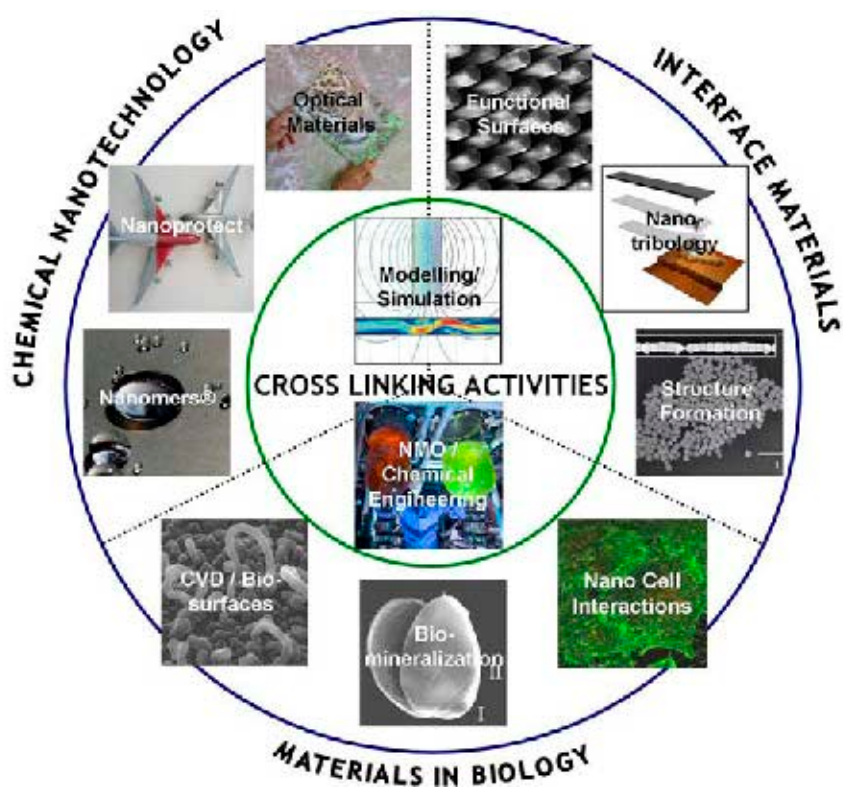 CHEMICAL NANOTECHNOLOGY
INTERFACE MATERIALS
Optical
Materials
Functional
Surfaces
Nanoprotect
Nano-
tribology
Modelling/
Simulation
CROSS LINKING ACTIVITIES
Nanomers®
Structure
Formation
NMO /
Chemical
Engineering
CVD / Bio-
surfaces
Bio-
mineralization
II
I
Nano Cell
Interactions
MATERIALS IN BIOLOGY